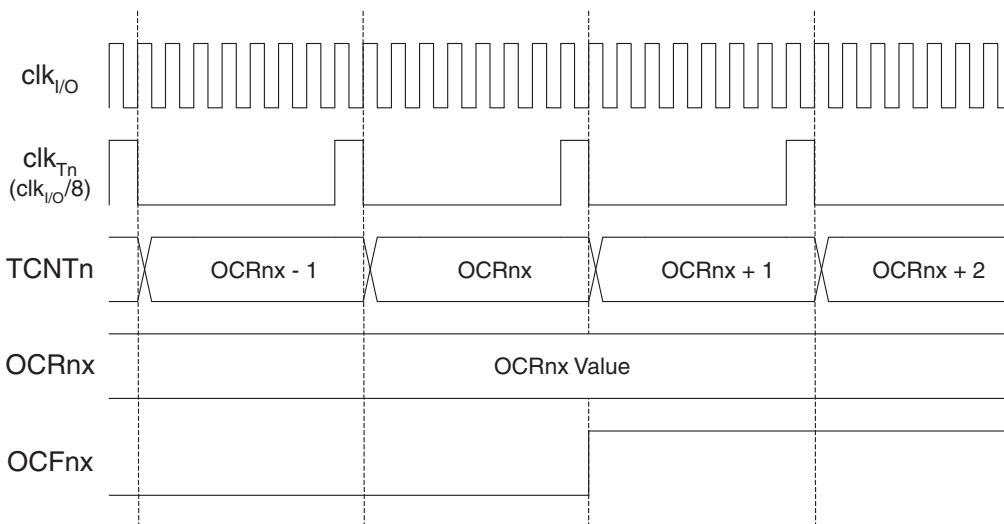 clkI/O
clkTn
(clkI/O/8)
TCNTn
OCRnx - 1
OCRnx
OCRnx + 1
OCRnx + 2
OCRnx
OCRnx Value
OCFnx